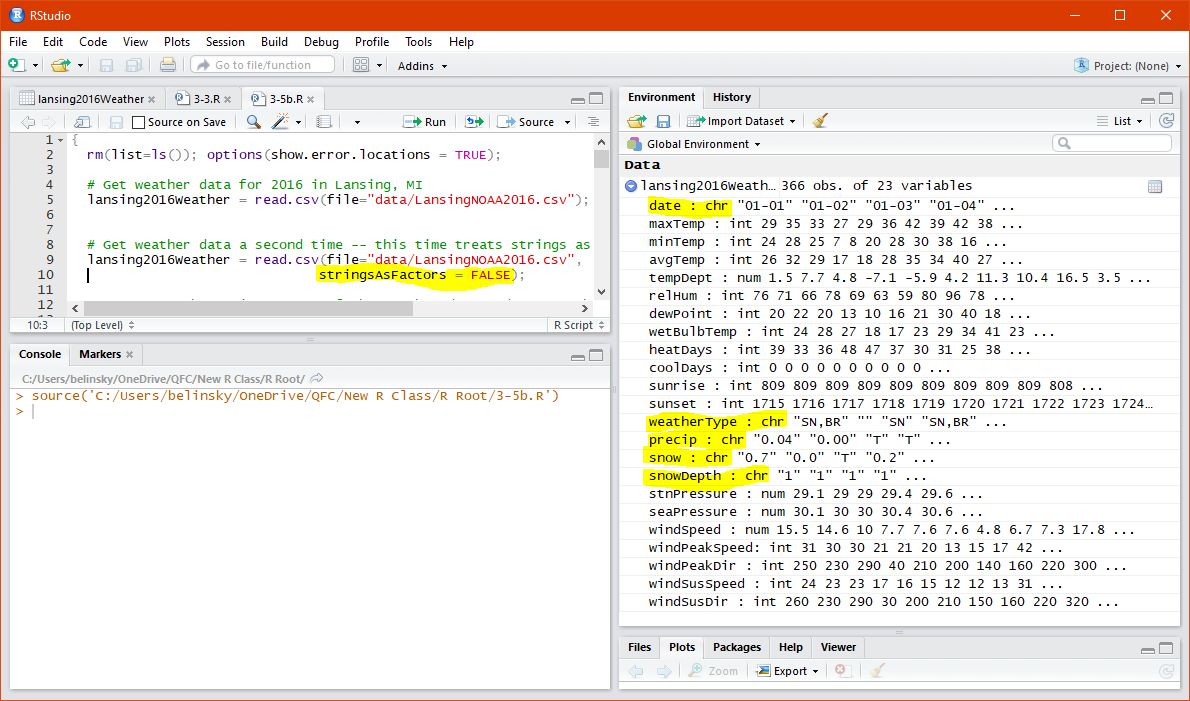 RStudio
File Edit Code View Plots Session Build Debug Profile Tools Help
Go to file/function Addins Project: (None)
lansing2016Weather 3-3.R 3-5b.R
Source on Save Run Source
1 {
2 rm(list=ls()); options(show.error.locations = TRUE);
3
4 # Get weather data for 2016 in Lansing, MI
5 lansing2016Weather = read.csv(file="data/LansingNOAA2016.csv");
6
7
8 # Get weather data a second time -- this time treats strings as
9 lansing2016Weather = read.csv(file="data/LansingNOAA2016.csv",
10 stringsAsFactors = FALSE);
11
12
10:3 (Top Level) R Script
Console Markers
C:/Users/belinsky/OneDrive/QFC/New R Class/R Root/
> source('C:/Users/belinsky/OneDrive/QFC/New R Class/R Root/3-5b.R')
>
Environment History
Import Dataset List
Global Environment
Data
lansing2016Weath… 366 obs. of 23 variables
date : chr "01-01" "01-02" "01-03" "01-04" ...
maxTemp : int 29 35 33 27 29 36 42 39 42 38 ...
minTemp : int 24 28 25 7 8 20 28 30 38 16 ...
avgTemp : int 26 32 29 17 18 28 35 34 40 27 ...
tempDept : num 1.5 7.7 4.8 -7.1 -5.9 4.2 11.3 10.4 16.5 3.5 ...
relHum : int 76 71 66 78 69 63 59 80 96 78 ...
dewPoint : int 20 22 20 13 10 16 21 30 40 18 ...
wetBulbTemp : int 24 28 27 18 17 23 29 34 41 23 ...
heatDays : int 39 33 36 48 47 37 30 31 25 38 ...
coolDays : int 0 0 0 0 0 0 0 0 0 0 ...
sunrise : int 809 809 809 809 809 809 809 809 809 808 ...
sunset : int 1715 1716 1717 1718 1719 1720 1721 1722 1723 1724…
weatherType : chr "SN,BR" "" "SN" "SN,BR" ...
precip : chr "0.04" "0.00" "T" "T" ...
snow : chr "0.7" "0.0" "T" "0.2" ...
snowDepth : chr "1" "1" "1" "1" ...
stnPressure : num 29.1 29 29 29.4 29.6 ...
seaPressure : num 30.1 30 30 30.4 30.6 ...
windSpeed : num 15.5 14.6 10 7.7 7.6 7.6 4.8 6.7 7.3 17.8 ...
windPeakSpeed: int 31 30 30 21 21 20 13 15 17 42 ...
windPeakDir : int 250 230 290 40 210 200 140 160 220 300 ...
windSusSpeed : int 24 23 23 17 16 15 12 12 13 31 ...
windSusDir : int 260 230 290 30 200 210 150 160 220 320 ...
Files Plots Packages Help Viewer
Zoom Export